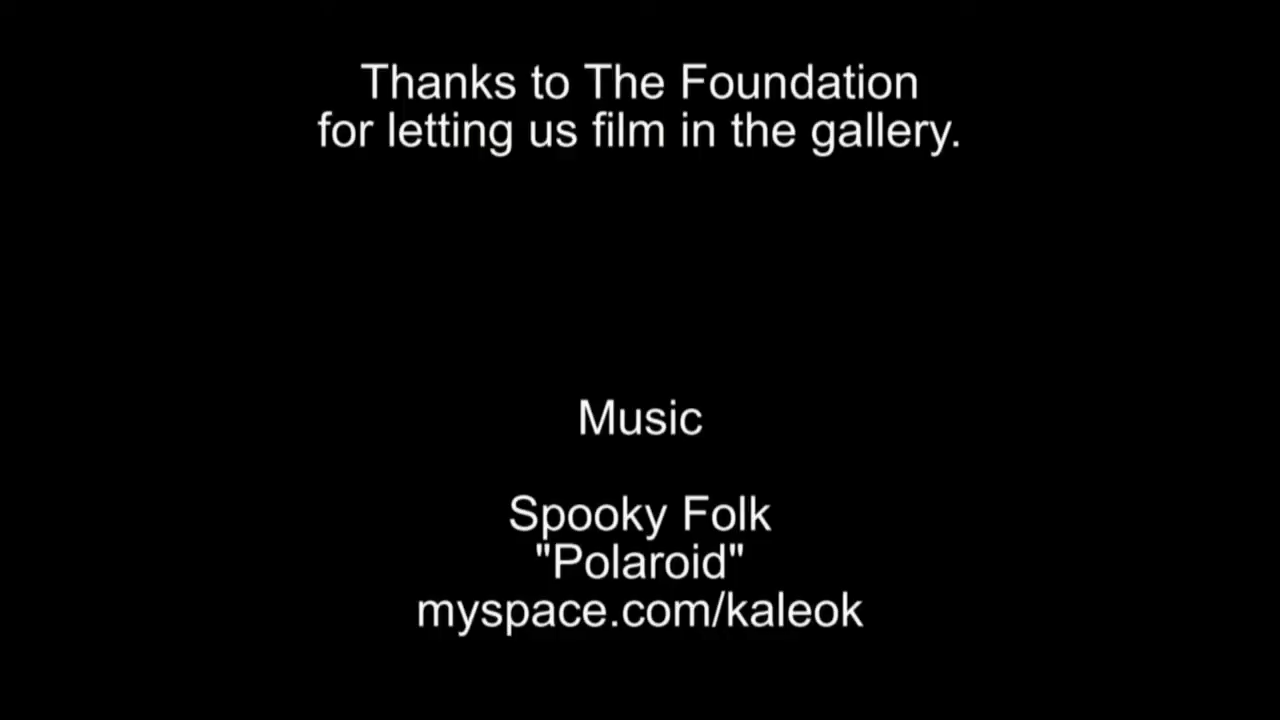 Thanks to The Foundation
for letting us film in the gallery.
Music
Spooky Folk
"Polaroid"
myspace.com/kaleok